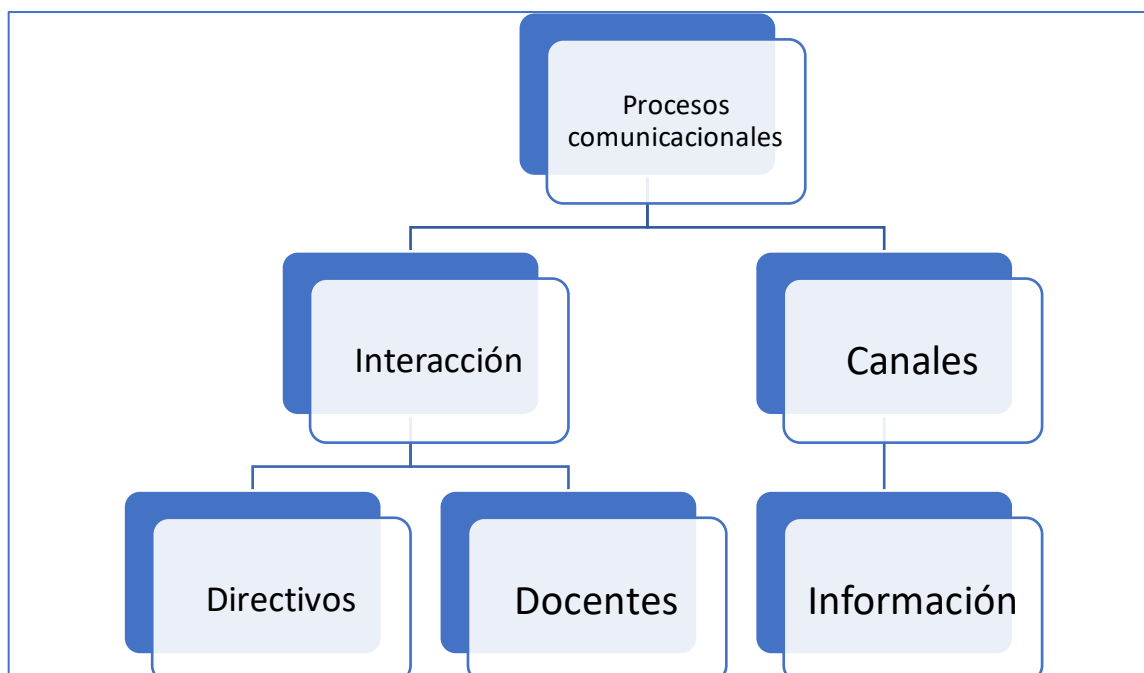 Procesos
comunicacionales
Interacción
Canales
Directivos
Docentes
Información